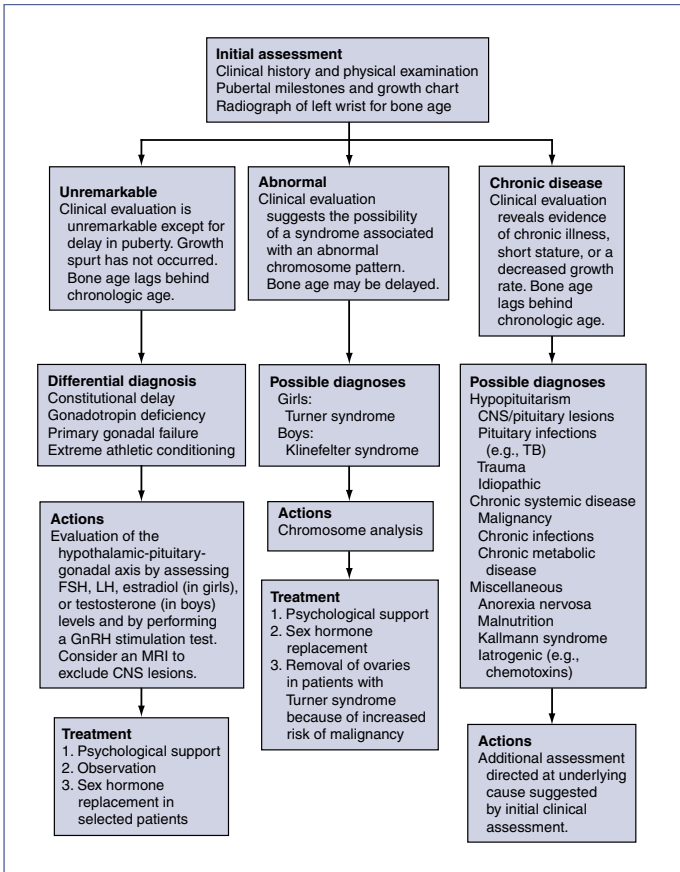 Initial assessment
Clinical history and physical examination
Pubertal milestones and growth chart
Radiograph of left wrist for bone age
Unremarkable
Clinical evaluation is
unremarkable except for
delay in puberty. Growth
spurt has not occurred.
Bone age lags behind
chronologic age.
Differential diagnosis
Constitutional delay
Gonadotropin deficiency
Primary gonadal failure
Extreme athletic conditioning
Actions
Evaluation of the
hypothalamic-pituitary-
gonadal axis by assessing
FSH, LH, estradiol (in girls),
or testosterone (in boys)
levels and by performing
a GnRH stimulation test.
Consider an MRI to
exclude CNS lesions.
Treatment
1. Psychological support
2. Observation
3. Sex hormone
replacement in
selected patients
Abnormal
Clinical evaluation
suggests the possibility
of a syndrome associated
with an abnormal
chromosome pattern.
Bone age may be delayed.
Possible diagnoses
Girls:
Turner syndrome
Boys:
Klinefelter syndrome
Actions
Chromosome analysis
Treatment
1. Psychological support
2. Sex hormone
replacement
3. Removal of ovaries
in patients with
Turner syndrome
because of increased
risk of malignancy
Chronic disease
Clinical evaluation
reveals evidence
of chronic illness,
short stature, or a
decreased growth
rate. Bone age
lags behind
chronologic age.
Possible diagnoses
Hypopituitarism
CNS/pituitary lesions
Pituitary infections
(e.g., TB)
Trauma
Idiopathic
Chronic systemic disease
Malignancy
Chronic infections
Chronic metabolic
disease
Miscellaneous
Anorexia nervosa
Malnutrition
Kallmann syndrome
Iatrogenic (e.g.,
chemotoxins)
Actions
Additional assessment
directed at underlying
cause suggested
by initial clinical
assessment.